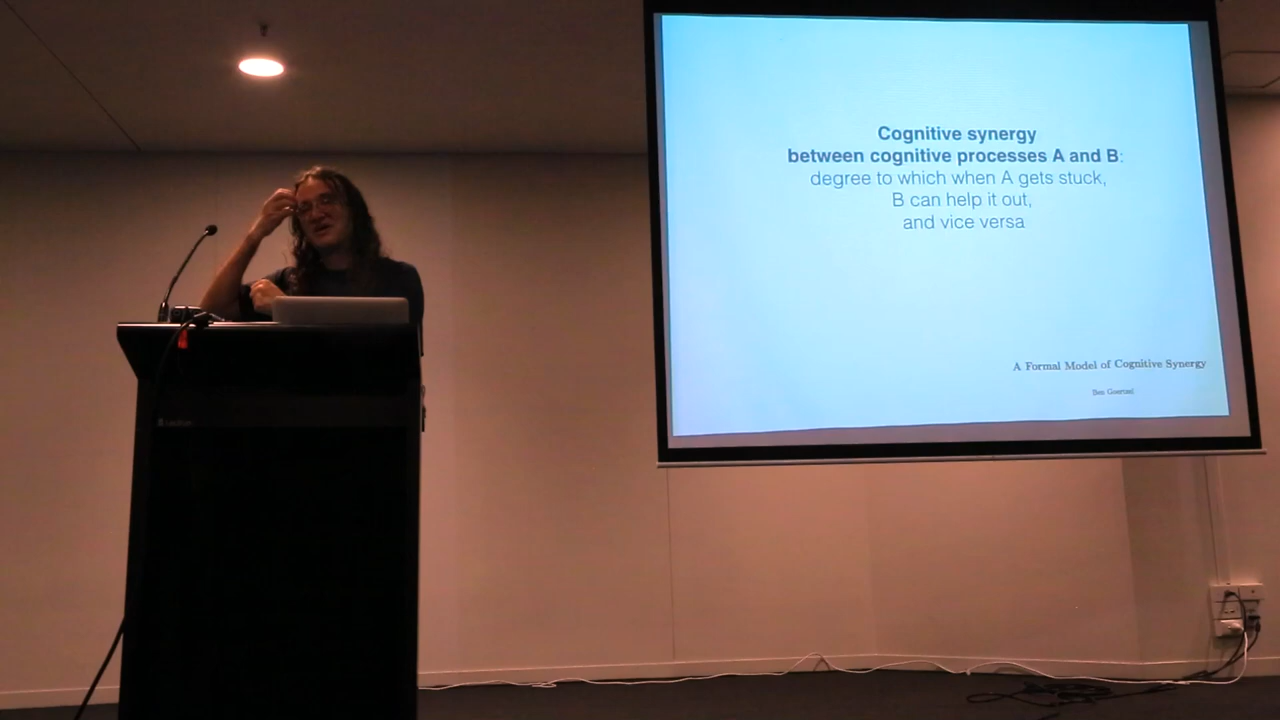 Cognitive synergy
between cognitive processes A and B:
degree to which when A gets stuck,
B can help it out,
and vice versa
A Formal Model of Cognitive Synergy
Ben Goertzel